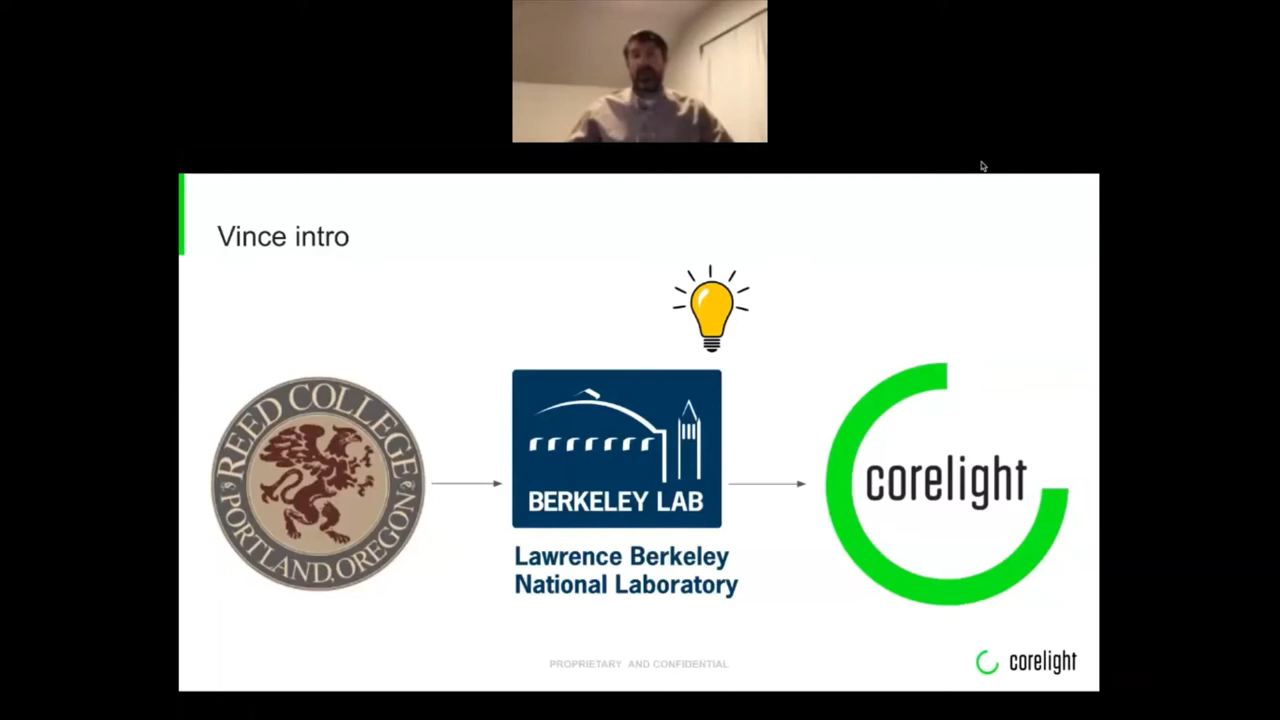 Vince intro
REED COLLEGE
PORTLAND, OREGON
BERKELEY LAB
Lawrence Berkeley
National Laboratory
corelight
PROPRIETARY AND CONFIDENTIAL
corelight